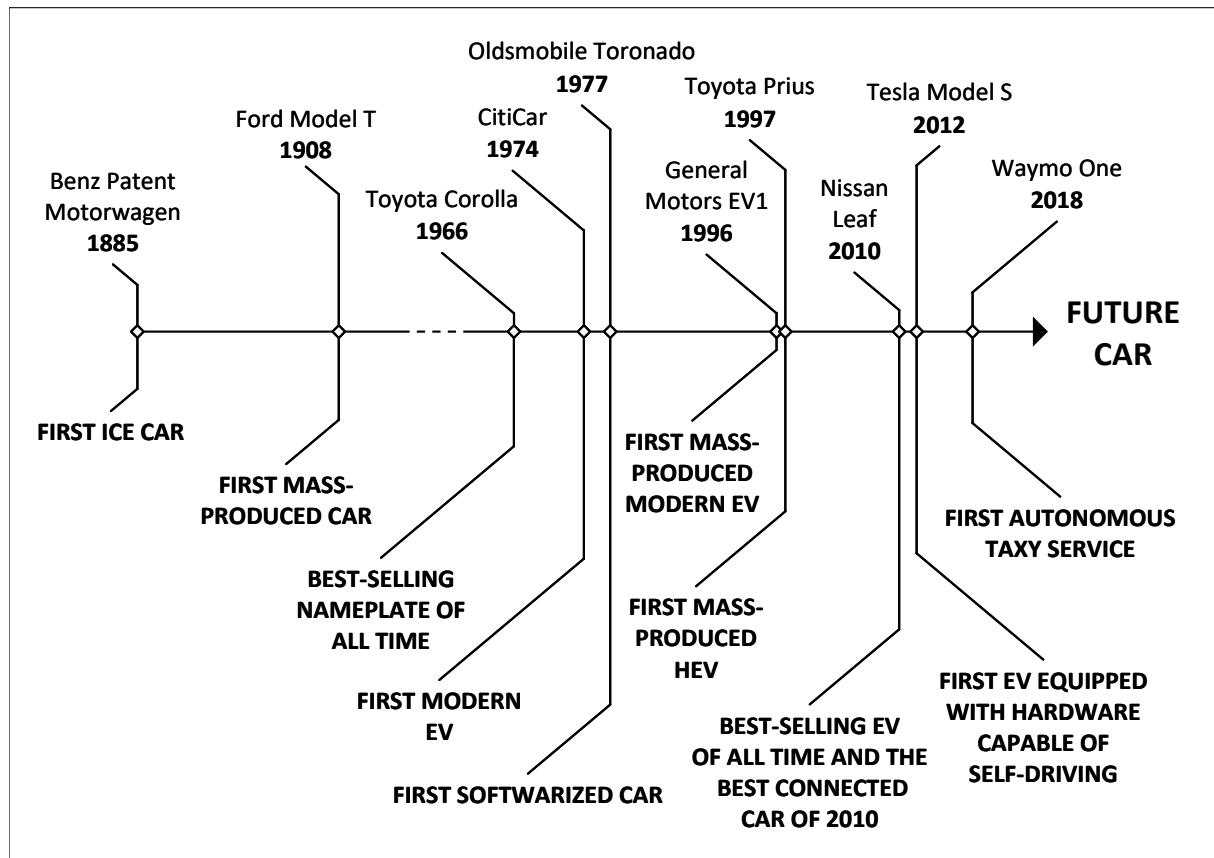 Benz Patent
Motorwagen
1885
Ford Model T
1908
Toyota Corolla
1966
CitiCar
1974
Oldsmobile Toronado
1977
General
Motors EV1
1996
Toyota Prius
1997
Nissan
Leaf
2010
Tesla Model S
2012
Waymo One
2018
FUTURE
CAR
FIRST ICE CAR
FIRST MASS-
PRODUCED CAR
BEST-SELLING
NAMEPLATE OF
ALL TIME
FIRST MODERN
EV
FIRST SOFTWARIZED CAR
FIRST MASS-
PRODUCED
MODERN EV
FIRST MASS-
PRODUCED
HEV
BEST-SELLING EV
OF ALL TIME AND THE
BEST CONNECTED
CAR OF 2010
FIRST EV EQUIPPED
WITH HARDWARE
CAPABLE OF
SELF-DRIVING
FIRST AUTONOMOUS
TAXY SERVICE